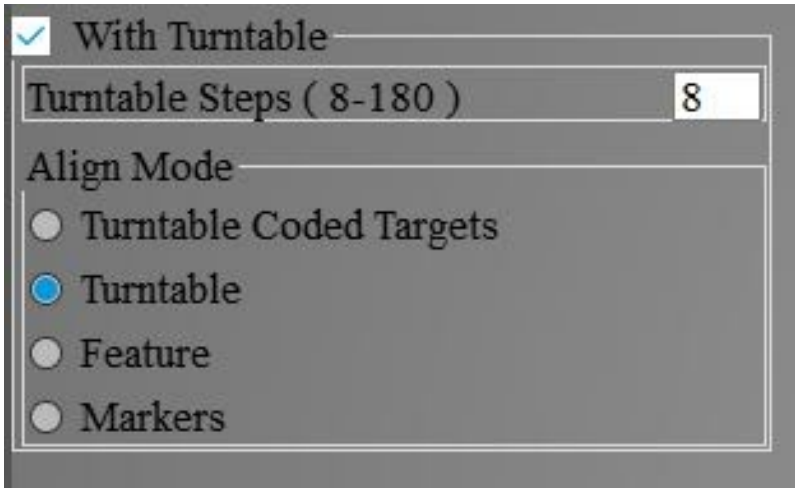 With Turntable
Turntable Steps ( 8-180 ) 8
Align Mode
Turntable Coded Targets
Turntable
Feature
Markers